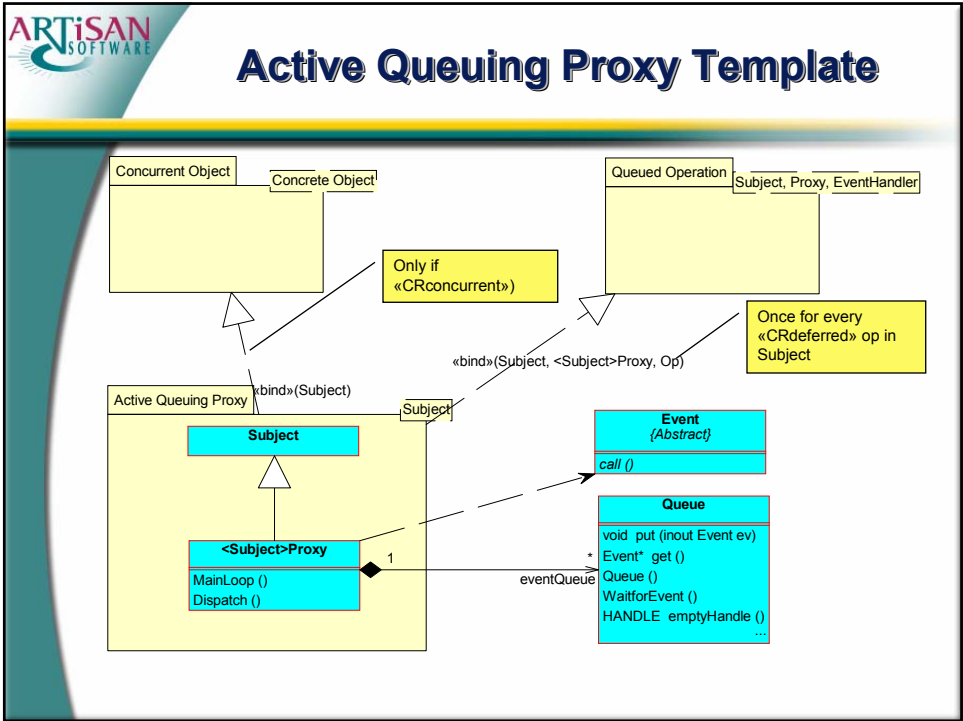 ARTiSAN
SOFTWARE
Active Queuing Proxy Template
Concurrent Object
Concrete Object
Queued Operation
Subject, Proxy, EventHandler
Only if
«CRconcurrent»)
Once for every
«CRdeferred» op in
Subject
«bind»(Subject, <Subject>Proxy, Op)
«bind»(Subject)
Active Queuing Proxy
Subject
Subject
Event
{Abstract}
call ()
<Subject>Proxy
MainLoop ()
Dispatch ()
1
*
eventQueue
Queue
void put (inout Event ev)
Event* get ()
Queue ()
WaitforEvent ()
HANDLE emptyHandle ()
...